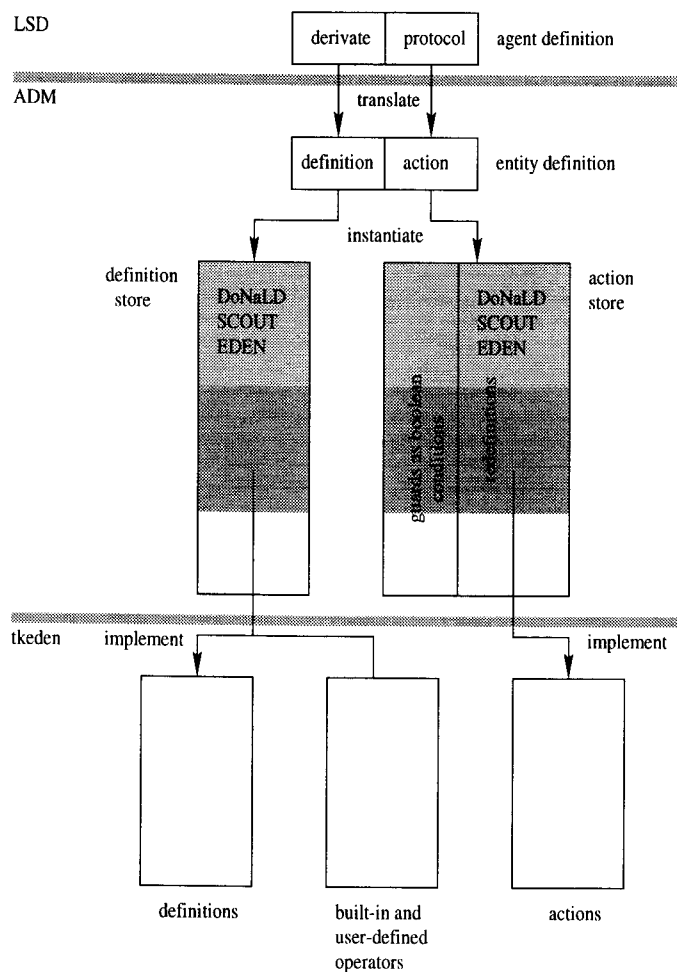 LSD
derivate protocol agent definition
ADM
translate
definition action entity definition
instantiate
definition
store
action
store
DoNaLD
SCOUT
EDEN
DoNaLD
SCOUT
EDEN
guards as boolean
conditions
redefinitions
tkeden implement implement
definitions
built-in and
user-defined
operators
actions